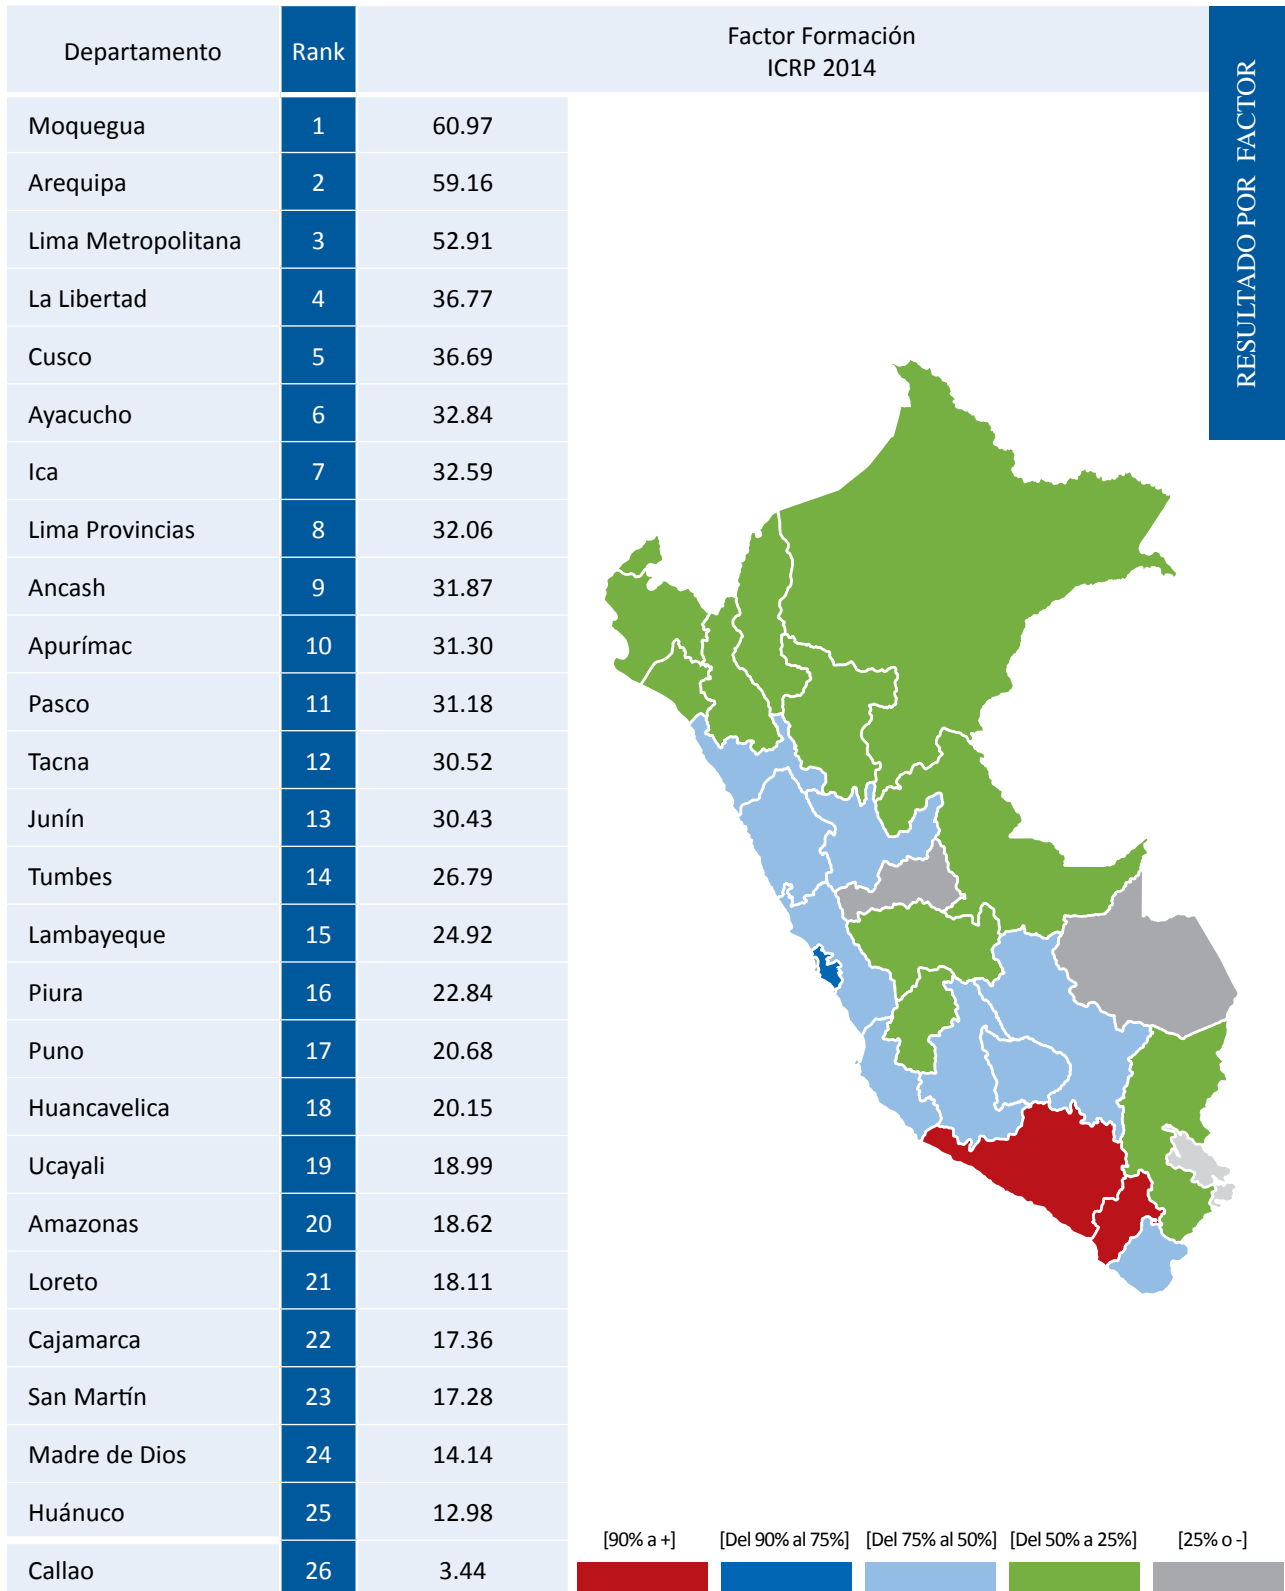 Departamento Rank Factor Formación
ICRP 2014
RESULTADO POR FACTOR
Moquegua 1 60.97
Arequipa 2 59.16
Lima Metropolitana 3 52.91
La Libertad 4 36.77
Cusco 5 36.69
Ayacucho 6 32.84
Ica 7 32.59
Lima Provincias 8 32.06
Ancash 9 31.87
Apurímac 10 31.30
Pasco 11 31.18
Tacna 12 30.52
Junín 13 30.43
Tumbes 14 26.79
Lambayeque 15 24.92
Piura 16 22.84
Puno 17 20.68
Huancavelica 18 20.15
Ucayali 19 18.99
Amazonas 20 18.62
Loreto 21 18.11
Cajamarca 22 17.36
San Martín 23 17.28
Madre de Dios 24 14.14
Huánuco 25 12.98
Callao 26 3.44
[90% a +] [Del 90% al 75%] [Del 75% al 50%] [Del 50% a 25%] [25% o -]